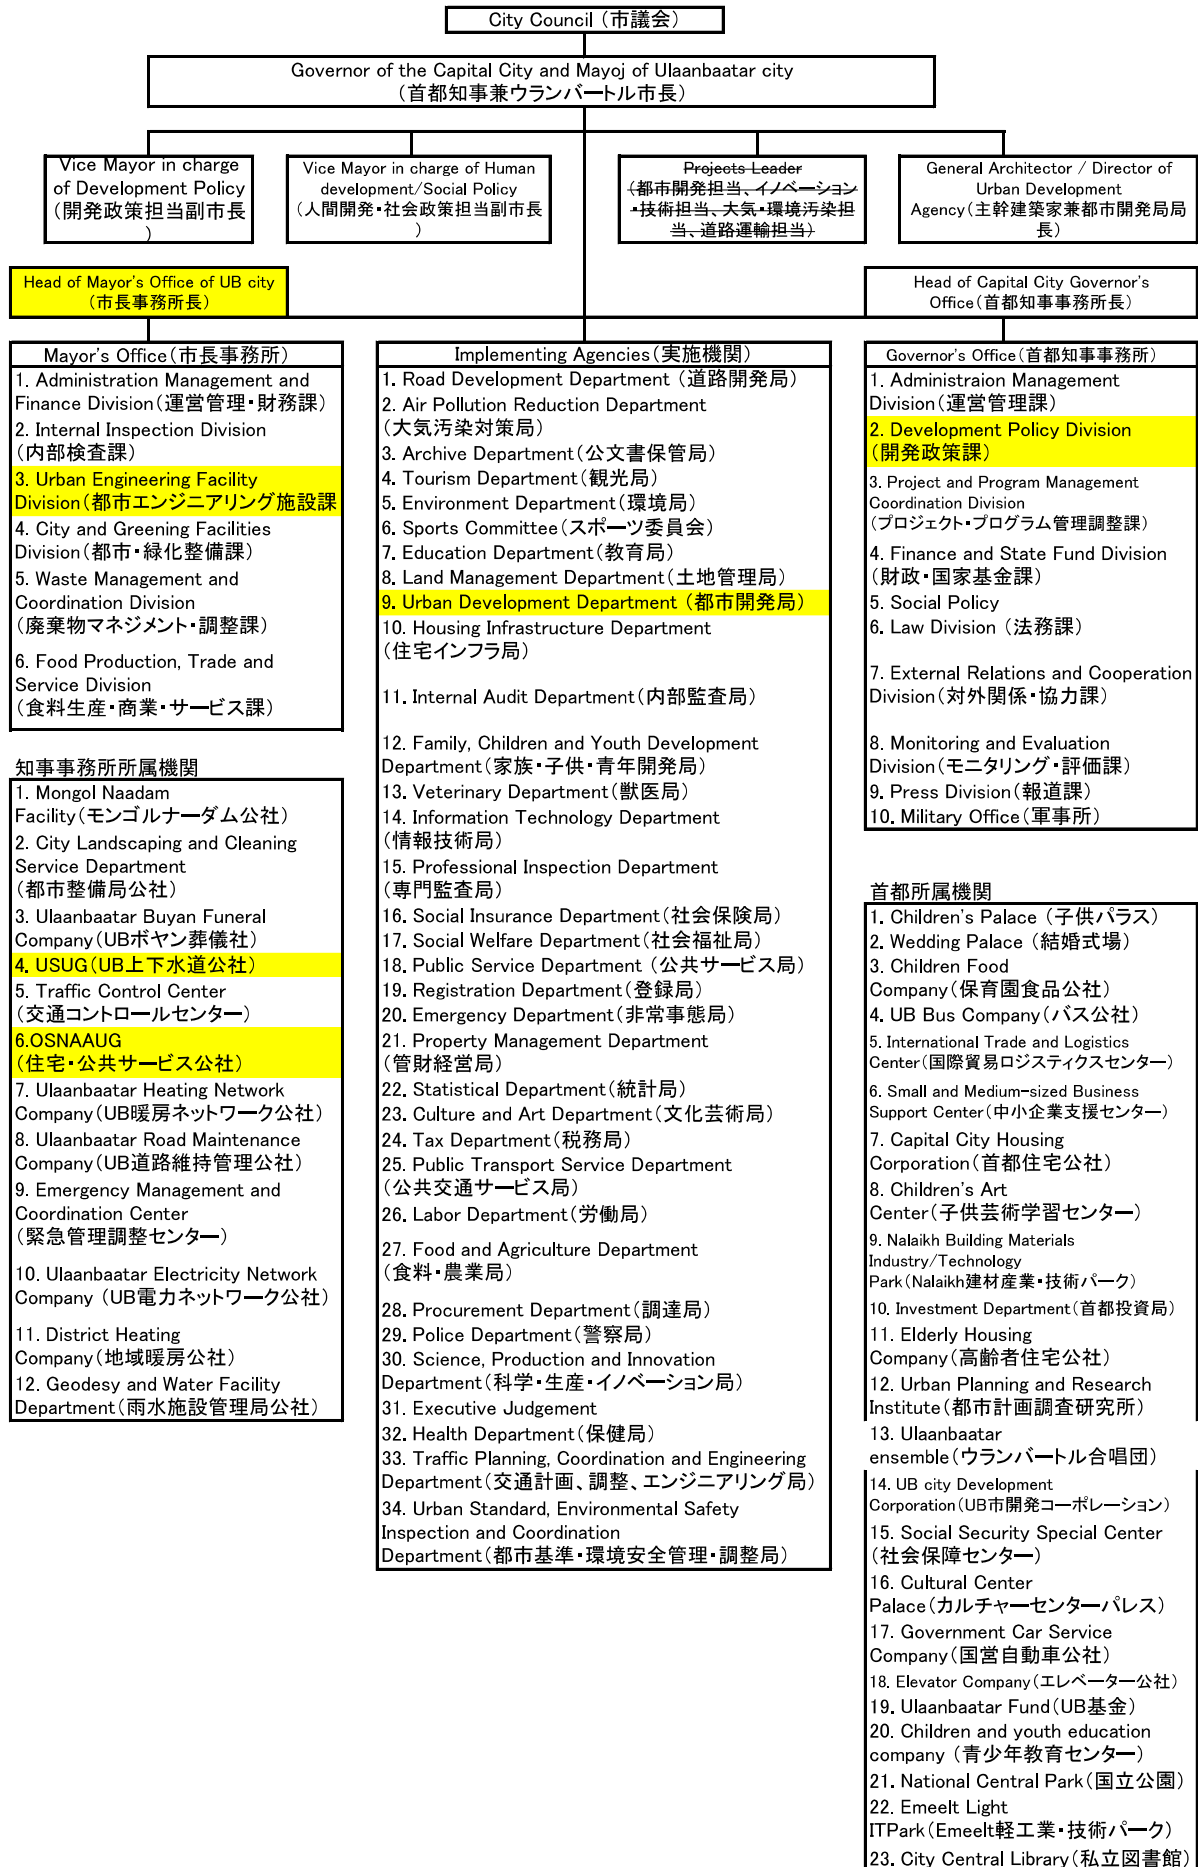 City Council (市議会)
Governor of the Capital City and Mayoj of Ulaanbaatar city
(首都知事兼ウランバートル市長)
Vice Mayor in charge
of Development Policy
(開発政策担当副市長
)
Vice Mayor in charge of Human
development/Social Policy
(人間開発・社会政策担当副市長
)
Projects Leader
(都市開発担当、イノベーション
・技術担当、大気・環境汚染担
当、道路運輸担当)
General Architector / Director of
Urban Development
Agency(主幹建築家兼都市開発局局
長)
Head of Mayor's Office of UB city
(市長事務所長)
Head of Capital City Governor's
Office(首都知事事務所長)
Mayor's Office(市長事務所)
1. Administration Management and
Finance Division(運営管理・財務課)
2. Internal Inspection Division
(内部検査課)
3. Urban Engineering Facility
Division(都市エンジニアリング施設課
4. City and Greening Facilities
Division(都市・緑化整備課)
5. Waste Management and
Coordination Division
(廃棄物マネジメント・調整課)
6. Food Production, Trade and
Service Division
(食料生産・商業・サービス課)
知事事務所所属機関
1. Mongol Naadam
Facility(モンゴルナーダム公社)
2. City Landscaping and Cleaning
Service Department
(都市整備局公社)
3. Ulaanbaatar Buyan Funeral
Company(UBボヤン葬儀社)
4. USUG(UB上下水道公社)
5. Traffic Control Center
(交通コントロールセンター)
6.OSNAAUG
(住宅・公共サービス公社)
7. Ulaanbaatar Heating Network
Company(UB暖房ネットワーク公社)
8. Ulaanbaatar Road Maintenance
Company(UB道路維持管理公社)
9. Emergency Management and
Coordination Center
(緊急管理調整センター)
10. Ulaanbaatar Electricity Network
Company (UB電力ネットワーク公社)
11. District Heating
Company(地域暖房公社)
12. Geodesy and Water Facility
Department(雨水施設管理局公社)
Implementing Agencies(実施機関)
1. Road Development Department (道路開発局)
2. Air Pollution Reduction Department
(大気汚染対策局)
3. Archive Department(公文書保管局)
4. Tourism Department(観光局)
5. Environment Department(環境局)
6. Sports Committee(スポーツ委員会)
7. Education Department(教育局)
8. Land Management Department(土地管理局)
9. Urban Development Department (都市開発局)
10. Housing Infrastructure Department
(住宅インフラ局)
11. Internal Audit Department(内部監査局)
12. Family, Children and Youth Development
Department(家族・子供・青年開発局)
13. Veterinary Department(獣医局)
14. Information Technology Department
(情報技術局)
15. Professional Inspection Department
(専門監査局)
16. Social Insurance Department(社会保険局)
17. Social Welfare Department(社会福祉局)
18. Public Service Department (公共サービス局)
19. Registration Department(登録局)
20. Emergency Department(非常事態局)
21. Property Management Department
(管財経営局)
22. Statistical Department(統計局)
23. Culture and Art Department(文化芸術局)
24. Tax Department(税務局)
25. Public Transport Service Department
(公共交通サービス局)
26. Labor Department(労働局)
27. Food and Agriculture Department
(食料・農業局)
28. Procurement Department(調達局)
29. Police Department(警察局)
30. Science, Production and Innovation
Department(科学・生産・イノベーション局)
31. Executive Judgement
32. Health Department(保健局)
33. Traffic Planning, Coordination and Engineering
Department(交通計画、調整、エンジニアリング局)
34. Urban Standard, Environmental Safety
Inspection and Coordination
Department(都市基準・環境安全管理・調整局)
Governor's Office(首都知事事務所)
1. Administraion Management
Division(運営管理課)
2. Development Policy Division
(開発政策課)
3. Project and Program Management
Coordination Division
(プロジェクト・プログラム管理調整課)
4. Finance and State Fund Division
(財政・国家基金課)
5. Social Policy
6. Law Division (法務課)
7. External Relations and Cooperation
Division(対外関係・協力課)
8. Monitoring and Evaluation
Division(モニタリング・評価課)
9. Press Division(報道課)
10. Military Office(軍事所)
首都所属機関
1. Children's Palace (子供パラス)
2. Wedding Palace (結婚式場)
3. Children Food
Company(保育園食品公社)
4. UB Bus Company(バス公社)
5. International Trade and Logistics
Center(国際貿易ロジスティクスセンター)
6. Small and Medium-sized Business
Support Center(中小企業支援センター)
7. Capital City Housing
Corporation(首都住宅公社)
8. Children's Art
Center(子供芸術学習センター)
9. Nalaikh Building Materials
Industry/Technology
Park(Nalaikh建材産業・技術パーク)
10. Investment Department(首都投資局)
11. Elderly Housing
Company(高齢者住宅公社)
12. Urban Planning and Research
Institute(都市計画調査研究所)
13. Ulaanbaatar
ensemble(ウランバートル合唱団)
14. UB city Development
Corporation(UB市開発コーポレーション)
15. Social Security Special Center
(社会保障センター)
16. Cultural Center
Palace(カルチャーセンターパレス)
17. Government Car Service
Company(国営自動車公社)
18. Elevator Company(エレベーター公社)
19. Ulaanbaatar Fund(UB基金)
20. Children and youth education
company (青少年教育センター)
21. National Central Park(国立公園)
22. Emeelt Light
ITPark(Emeelt軽工業・技術パーク)
23. City Central Library(私立図書館)